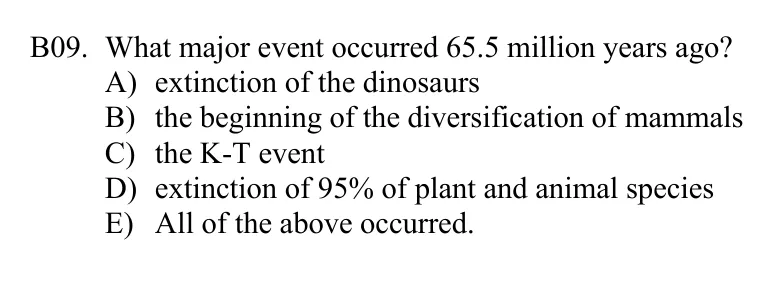 B09. What major event occurred 65.5 million years ago?
A) extinction of the dinosaurs
B) the beginning of the diversification of mammals
C) the K-T event
D) extinction of 95% of plant and animal species
E) All of the above occurred.